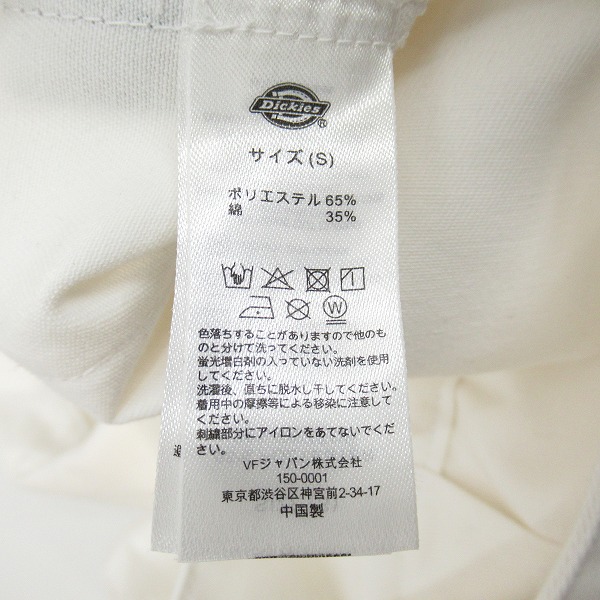 Dickies
®
サイズ(S)
ポリエステル 65%
綿 35%
W
色落ちすることがありますので他のも
のと分けて洗ってください。
蛍光増白剤の入っていない洗剤を使用
してください。
洗濯後、直ちに脱水し干してください。
着用中の摩擦等による移染に注意して
ください。
刺繍部分にアイロンをあてないでくだ
さい。
VFジャパン株式会社
150-0001
東京都渋谷区神宮前2-34-17
中国製